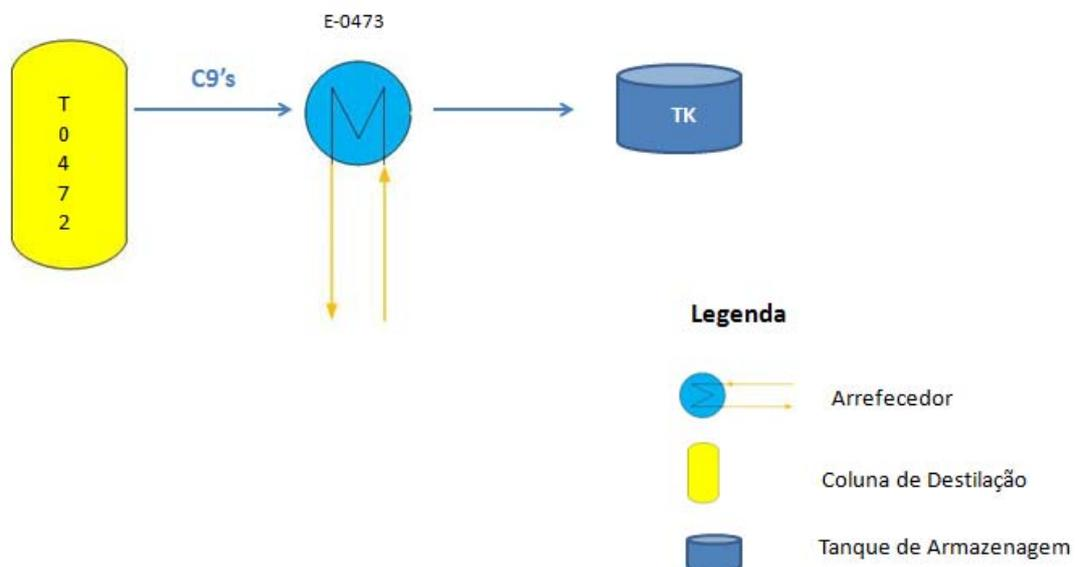 E-0473
T
0
4
7
2
C9's
TK
Legenda
Arrefecedor
Coluna de Destilação
Tanque de Armazenagem